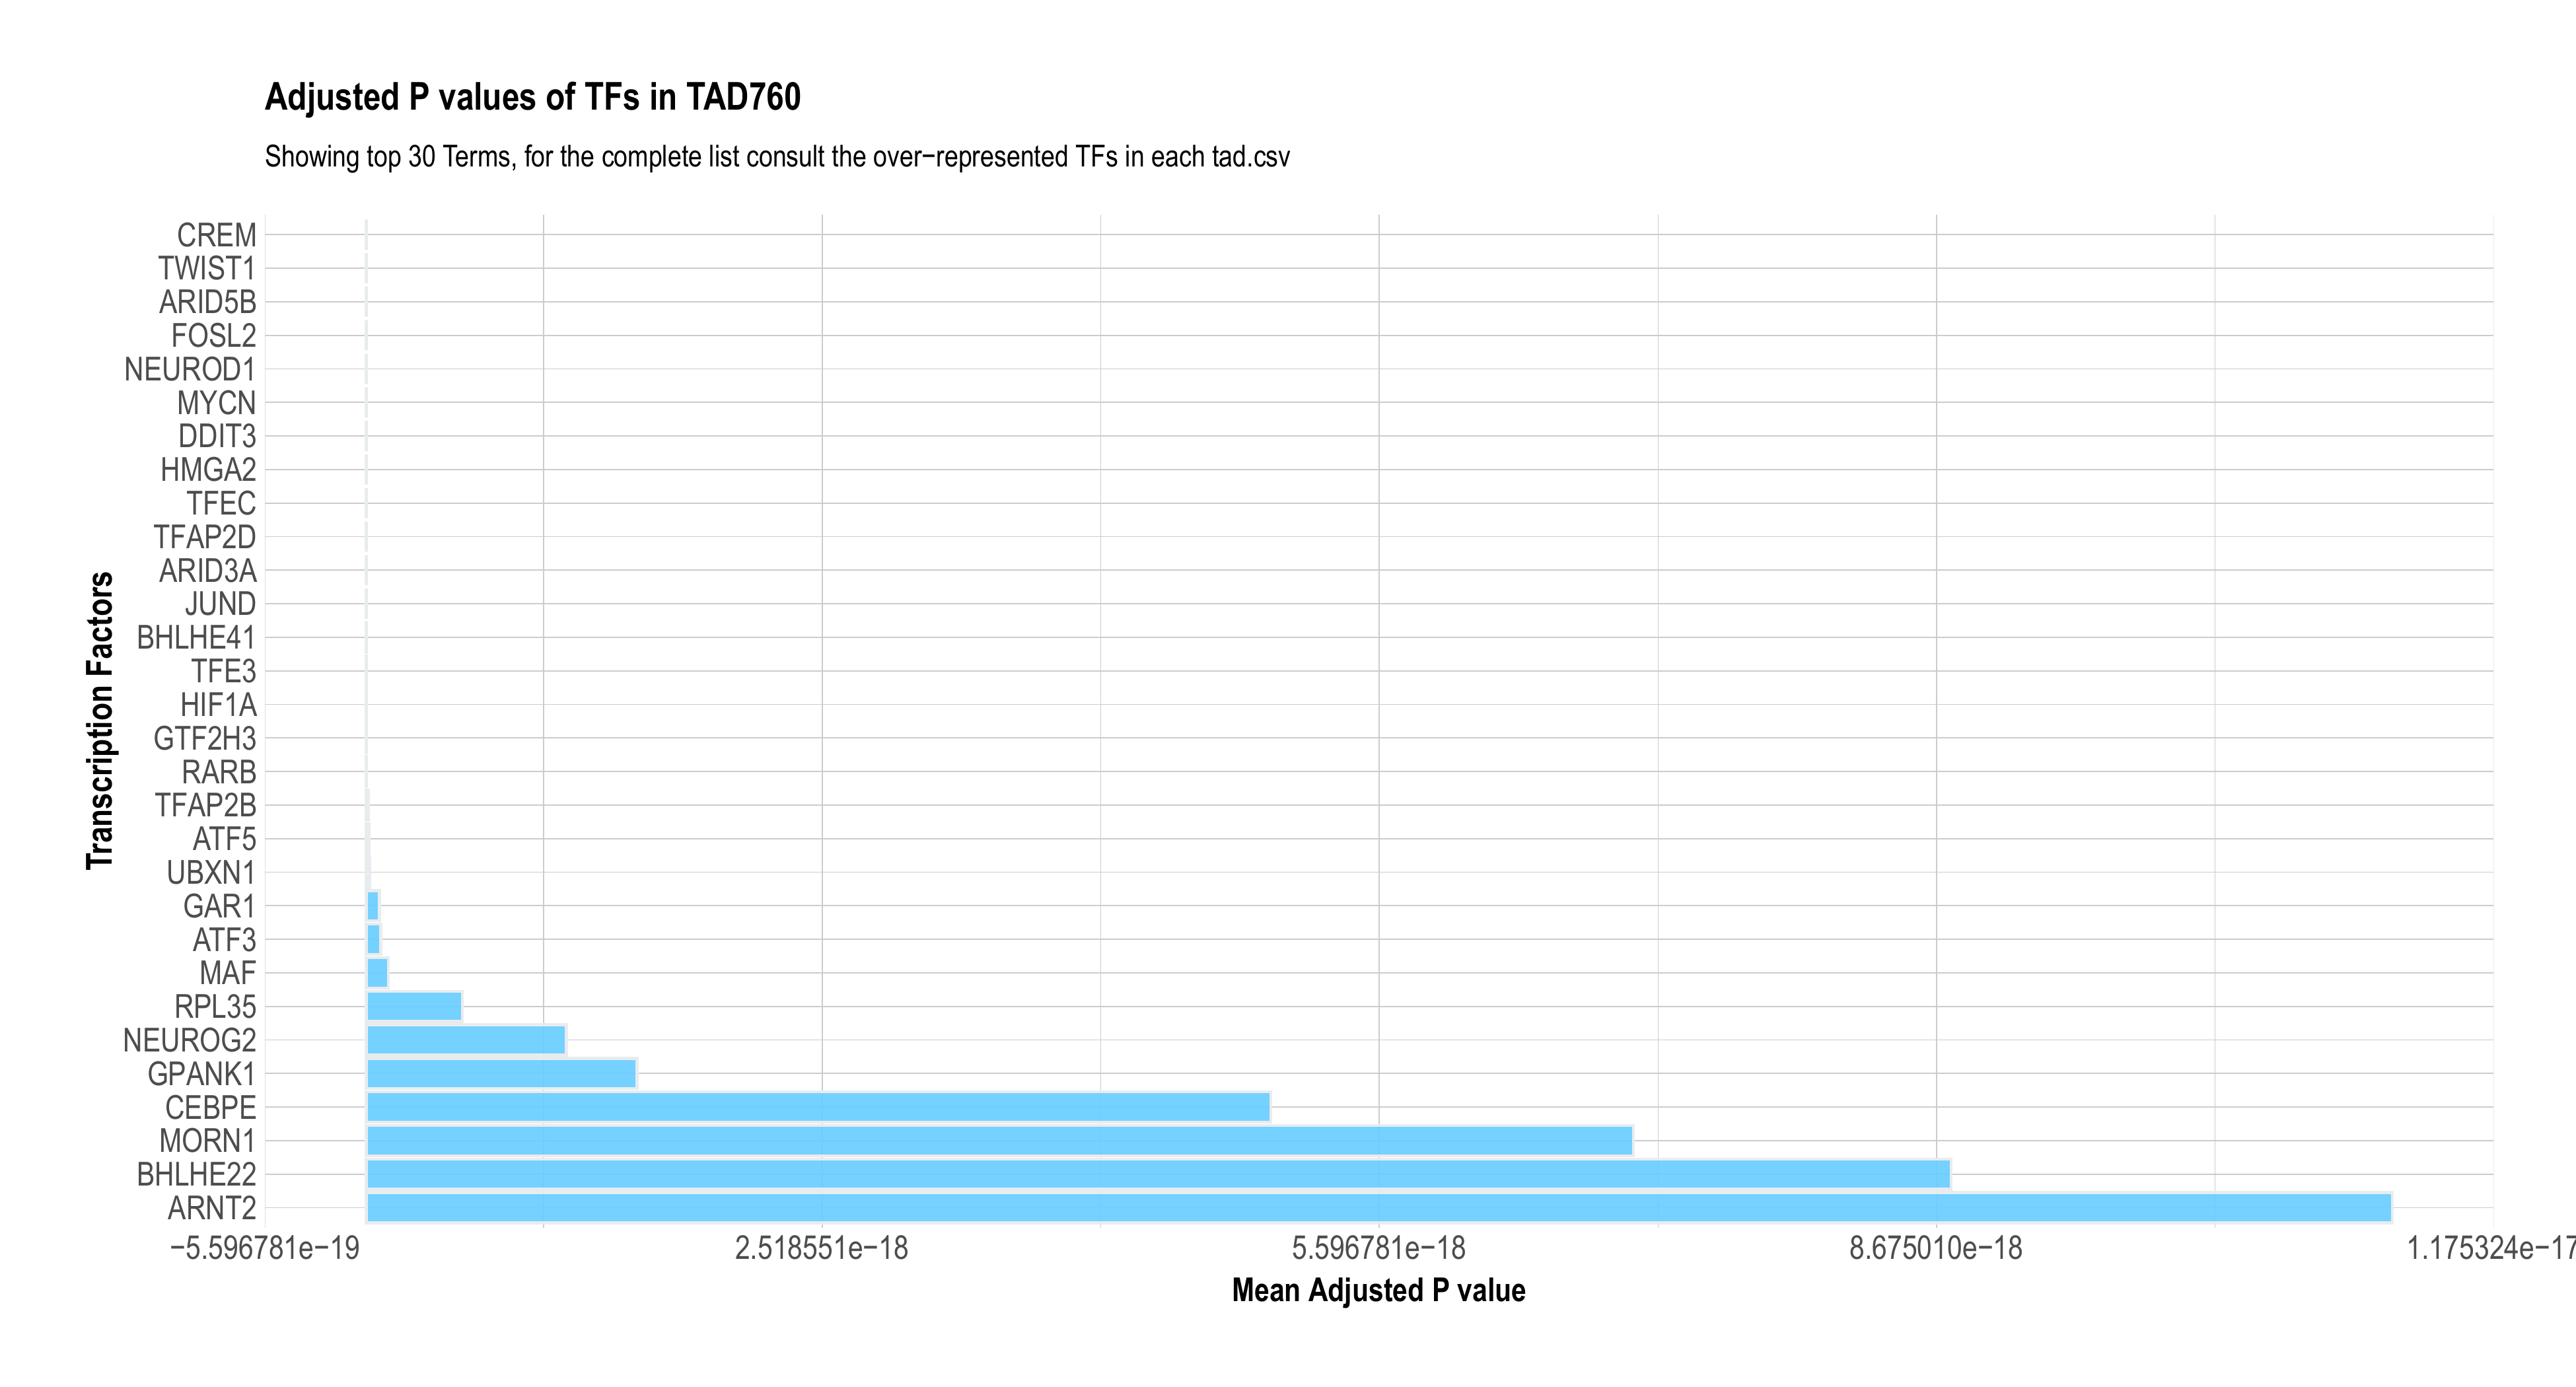 Adjusted P values of TFs in TAD760
Showing top 30 Terms, for the complete list consult the over−represented TFs in each tad.csv
Transcription Factors
CREM
TWIST1
ARID5B
FOSL2
NEUROD1
MYCN
DDIT3
HMGA2
TFEC
TFAP2D
ARID3A
JUND
BHLHE41
TFE3
HIF1A
GTF2H3
RARB
TFAP2B
ATF5
UBXN1
GAR1
ATF3
MAF
RPL35
NEUROG2
GPANK1
CEBPE
MORN1
BHLHE22
ARNT2
−5.596781e−19 2.518551e−18 5.596781e−18 8.675010e−18 1.175324e−17
Mean Adjusted P value